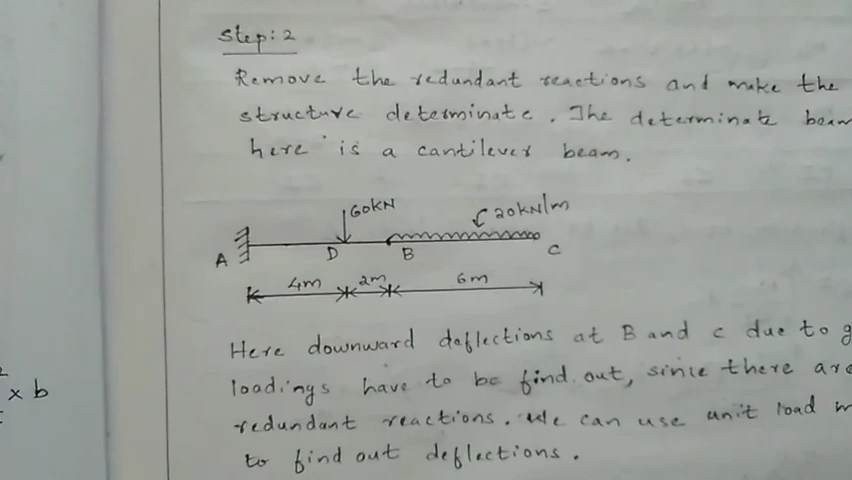 Step: 2
Remove the redundant reactions and make the
structure determinate. The determinate beam
here is a cantilever beam.
60KN
20KN/m
A
D
B
C
4m
2m
6m
Here downward deflections at B and c due to g
loadings have to be find out, since there are
2
x b
redundant reactions. We can use unit load m
to find out deflections.